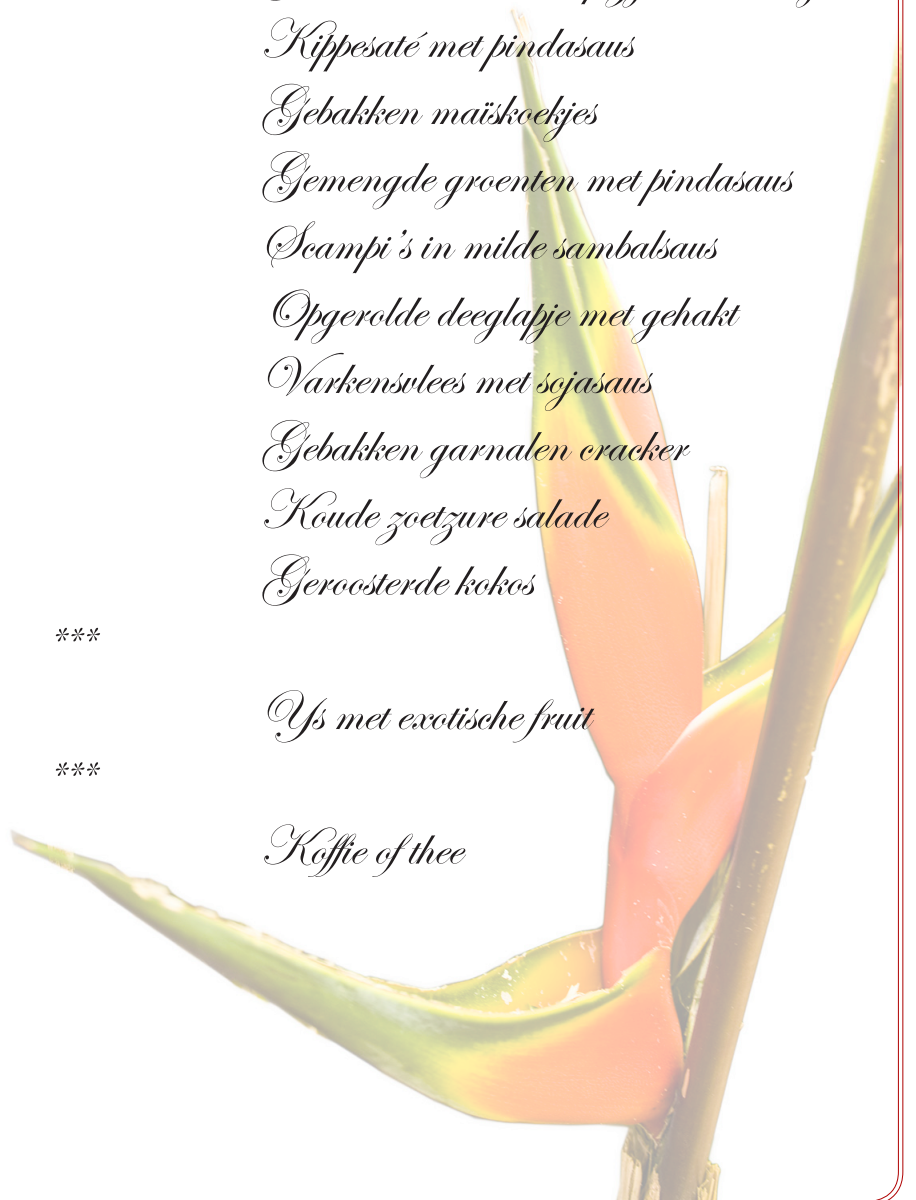 Kippesaté met pindasaus
Gebakken maïskoekjes
Gemengde groenten met pindasaus
Scampi's in milde sambalsaus
Opgerolde deeglapje met gehakt
Varkensvlees met sojasaus
Gebakken garnalen cracker
Koude zoetzure salade
Geroosterde kokos
***
Ys met exotische fruit
***
Koffie of thee